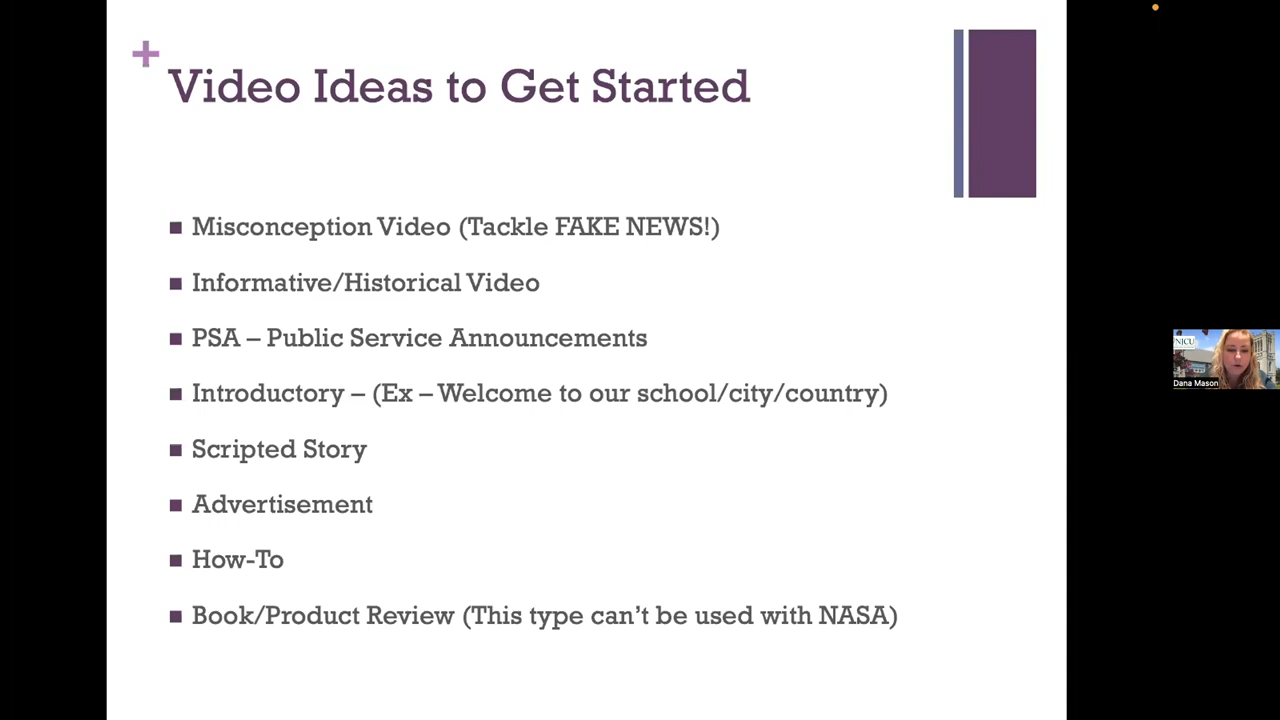 +
Video Ideas to Get Started
■ Misconception Video (Tackle FAKE NEWS!)
■ Informative/Historical Video
■ PSA – Public Service Announcements
■ Introductory – (Ex – Welcome to our school/city/country)
■ Scripted Story
■ Advertisement
■ How-To
■ Book/Product Review (This type can't be used with NASA)
NJCU
Dana Mason